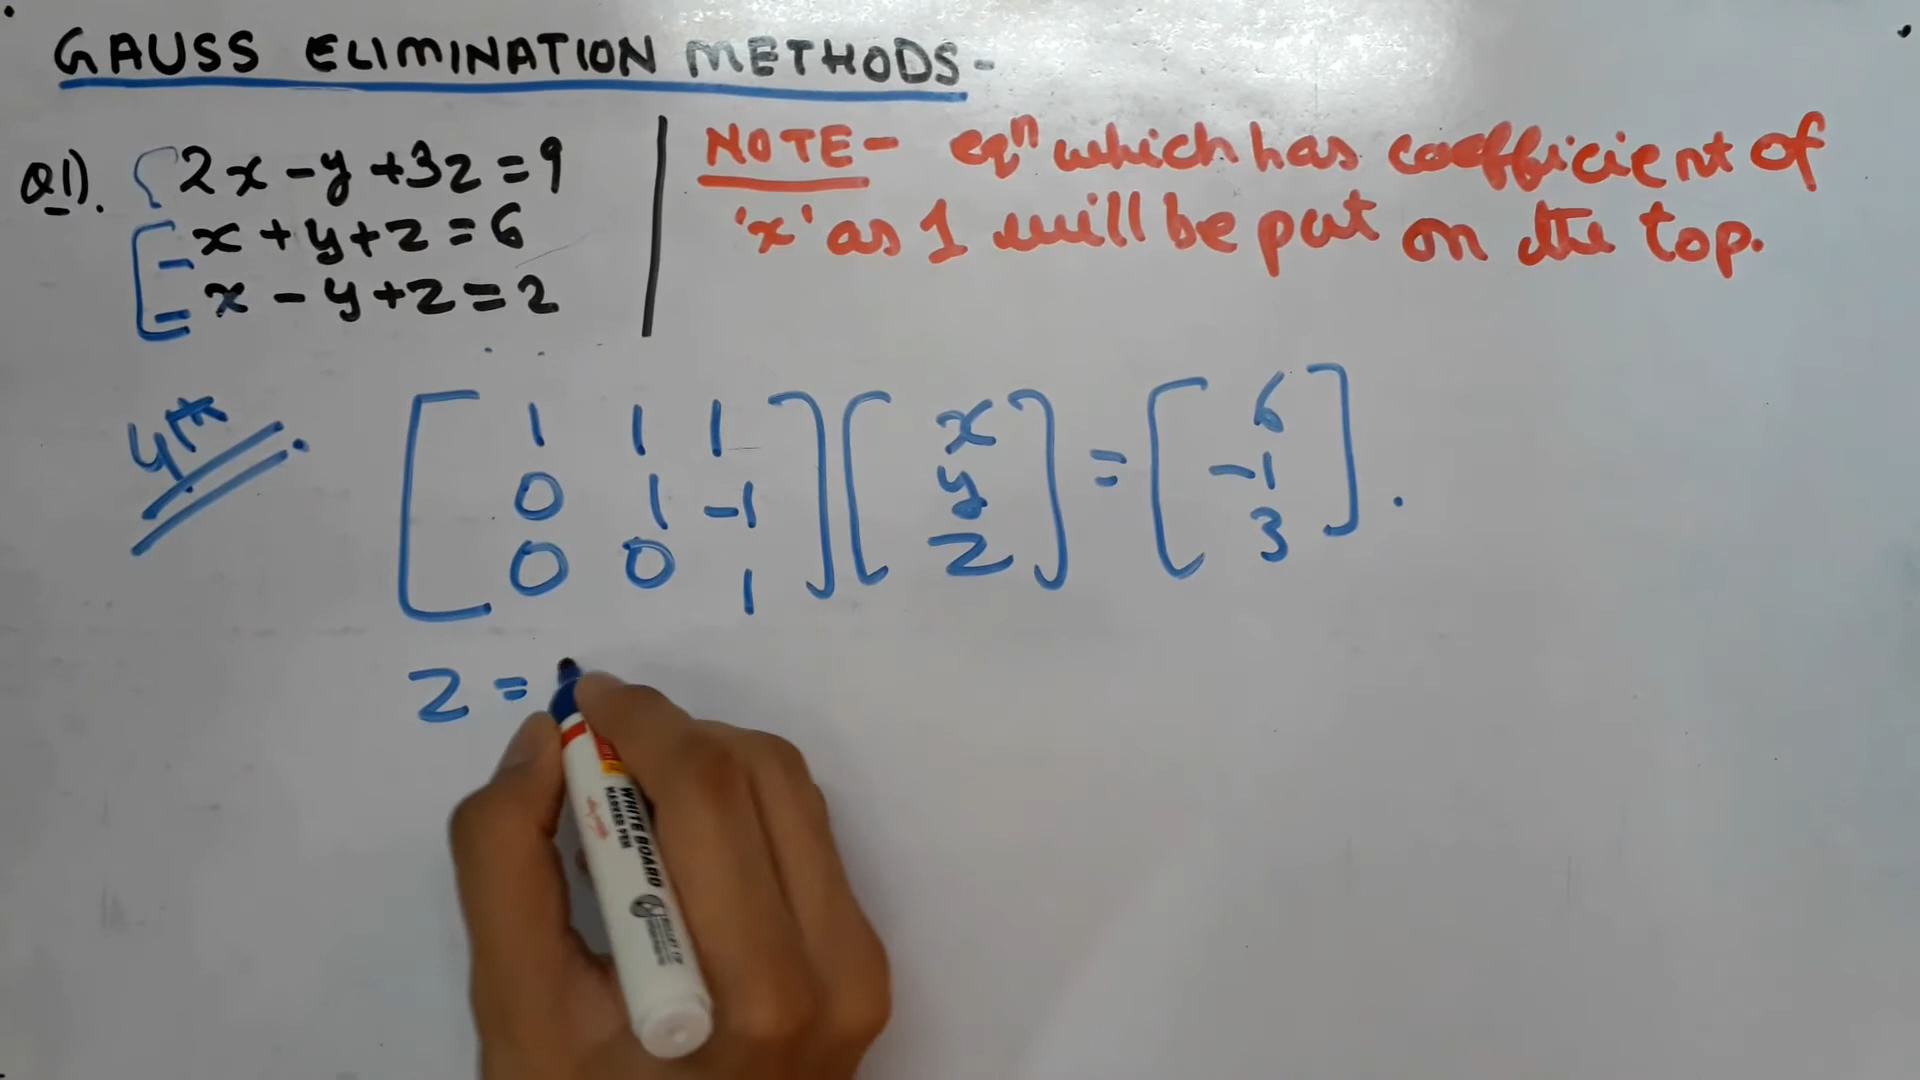 GAUSS ELIMINATION METHODS-
Q1). 2x-y+3z=9
x+y+z=6
x-y+z=2
NOTE- eqⁿ which has coefficient of
'x' as 1 will be put on the top.
4th.
[1 1 1] [x] = [6]
[0 1 -1] [y] [-1]
[0 0 1] [z] [3].
z=
WHITE BOARD
MARKER PEN